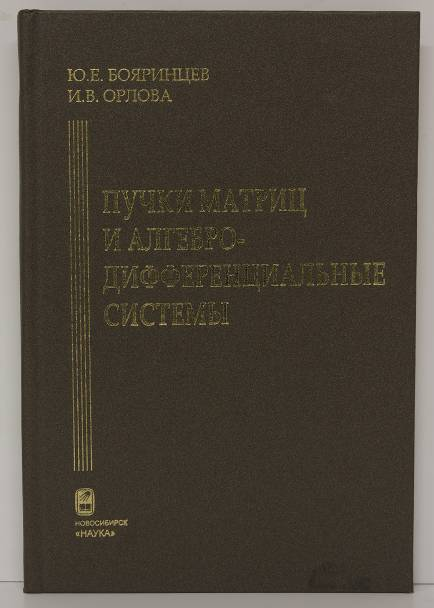 Ю.Е. БОЯРИНЦЕВ
И.В. ОРЛОВА
ПУЧКИ МАТРИЦ
И АЛГЕБРО-
ДИФФЕРЕНЦИАЛЬНЫЕ
СИСТЕМЫ
НОВОСИБИРСК
«НАУКА»